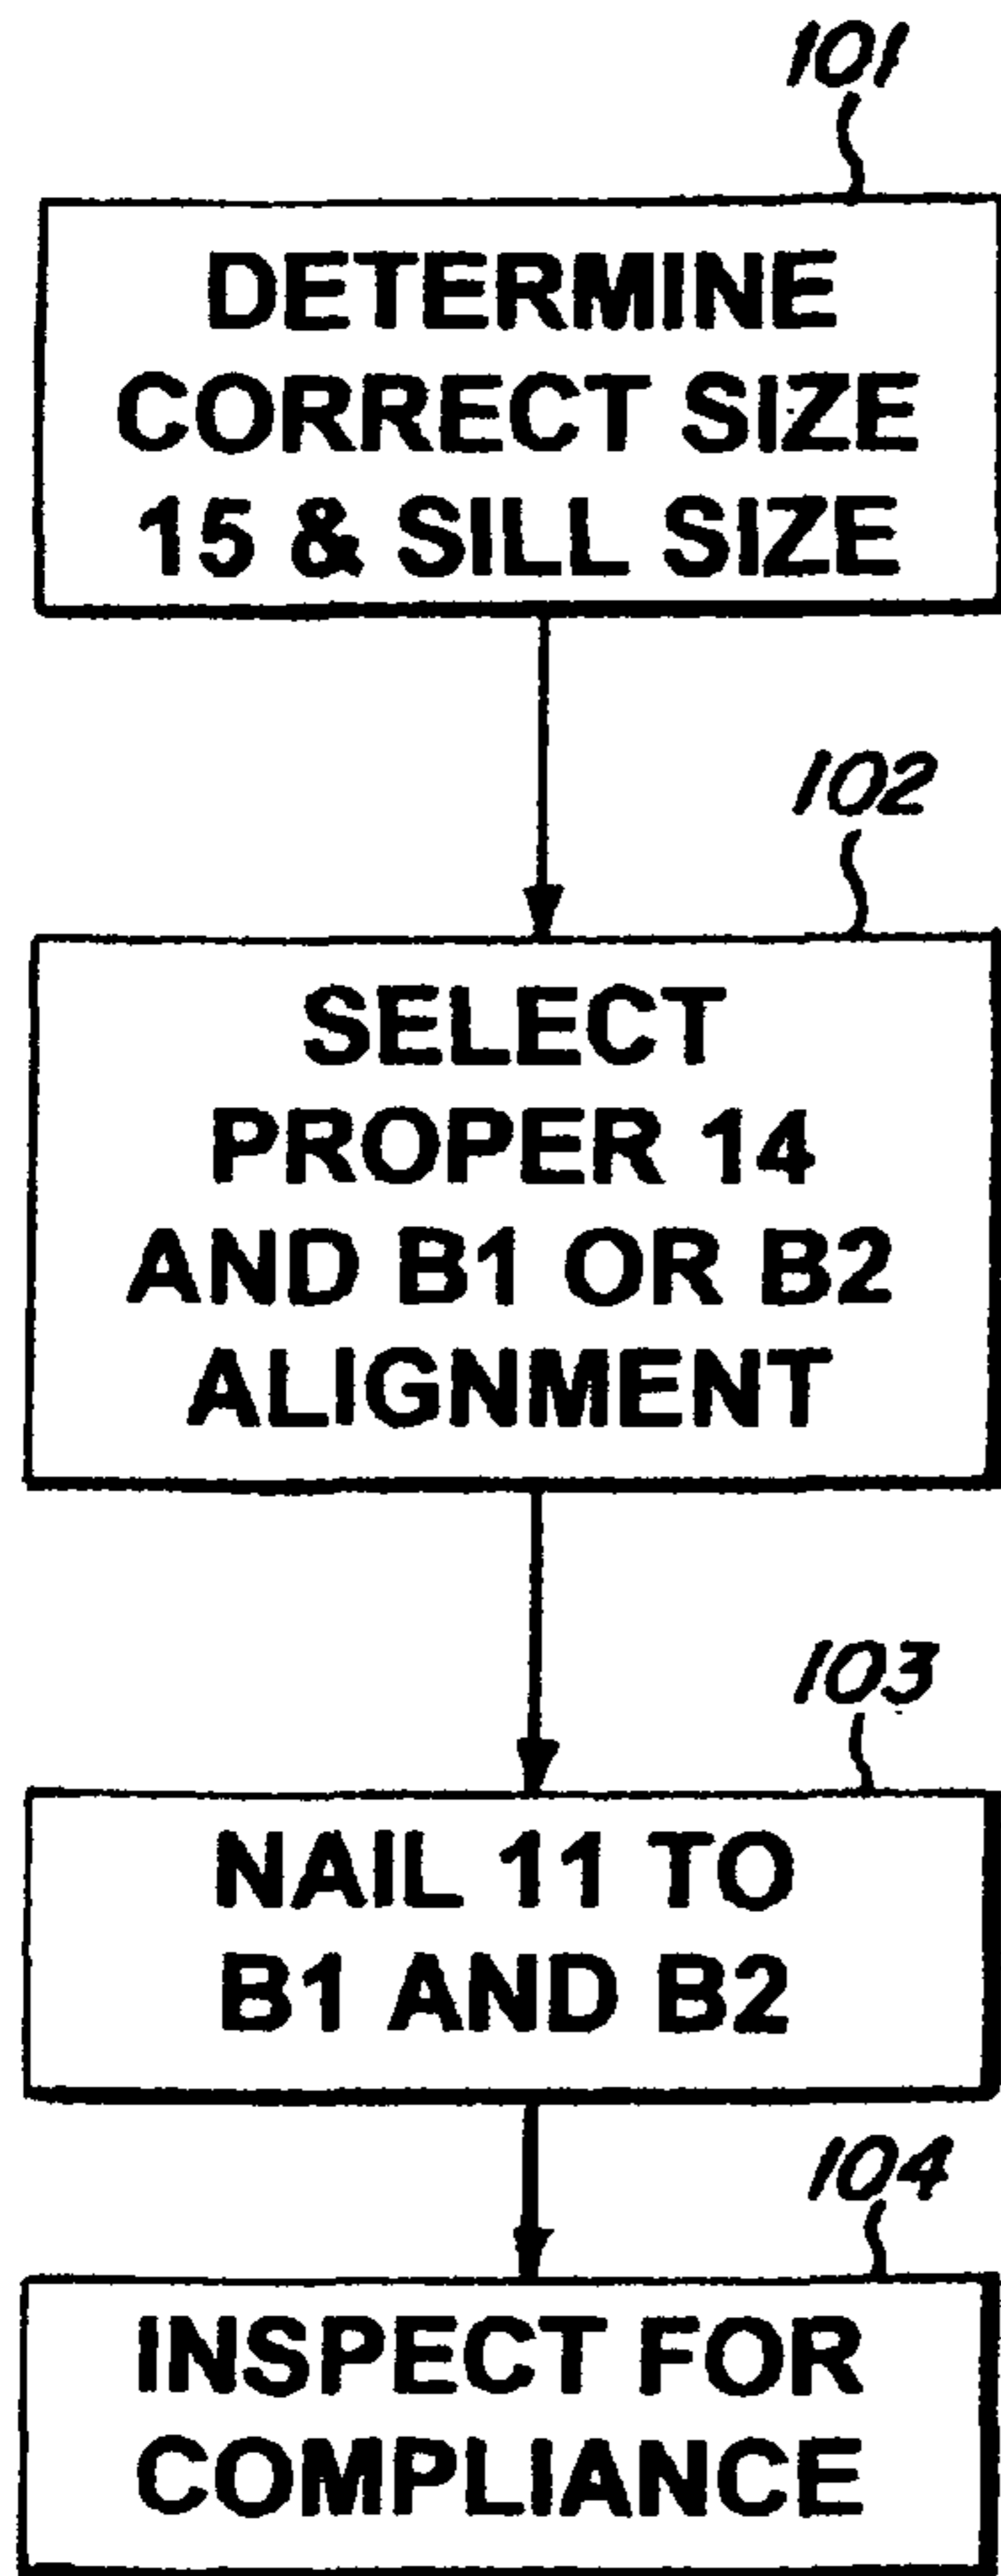 101
DETERMINE
CORRECT SIZE
15 & SILL SIZE
102
SELECT
PROPER 14
AND B1 OR B2
ALIGNMENT
103
NAIL 11 TO
B1 AND B2
104
INSPECT FOR
COMPLIANCE